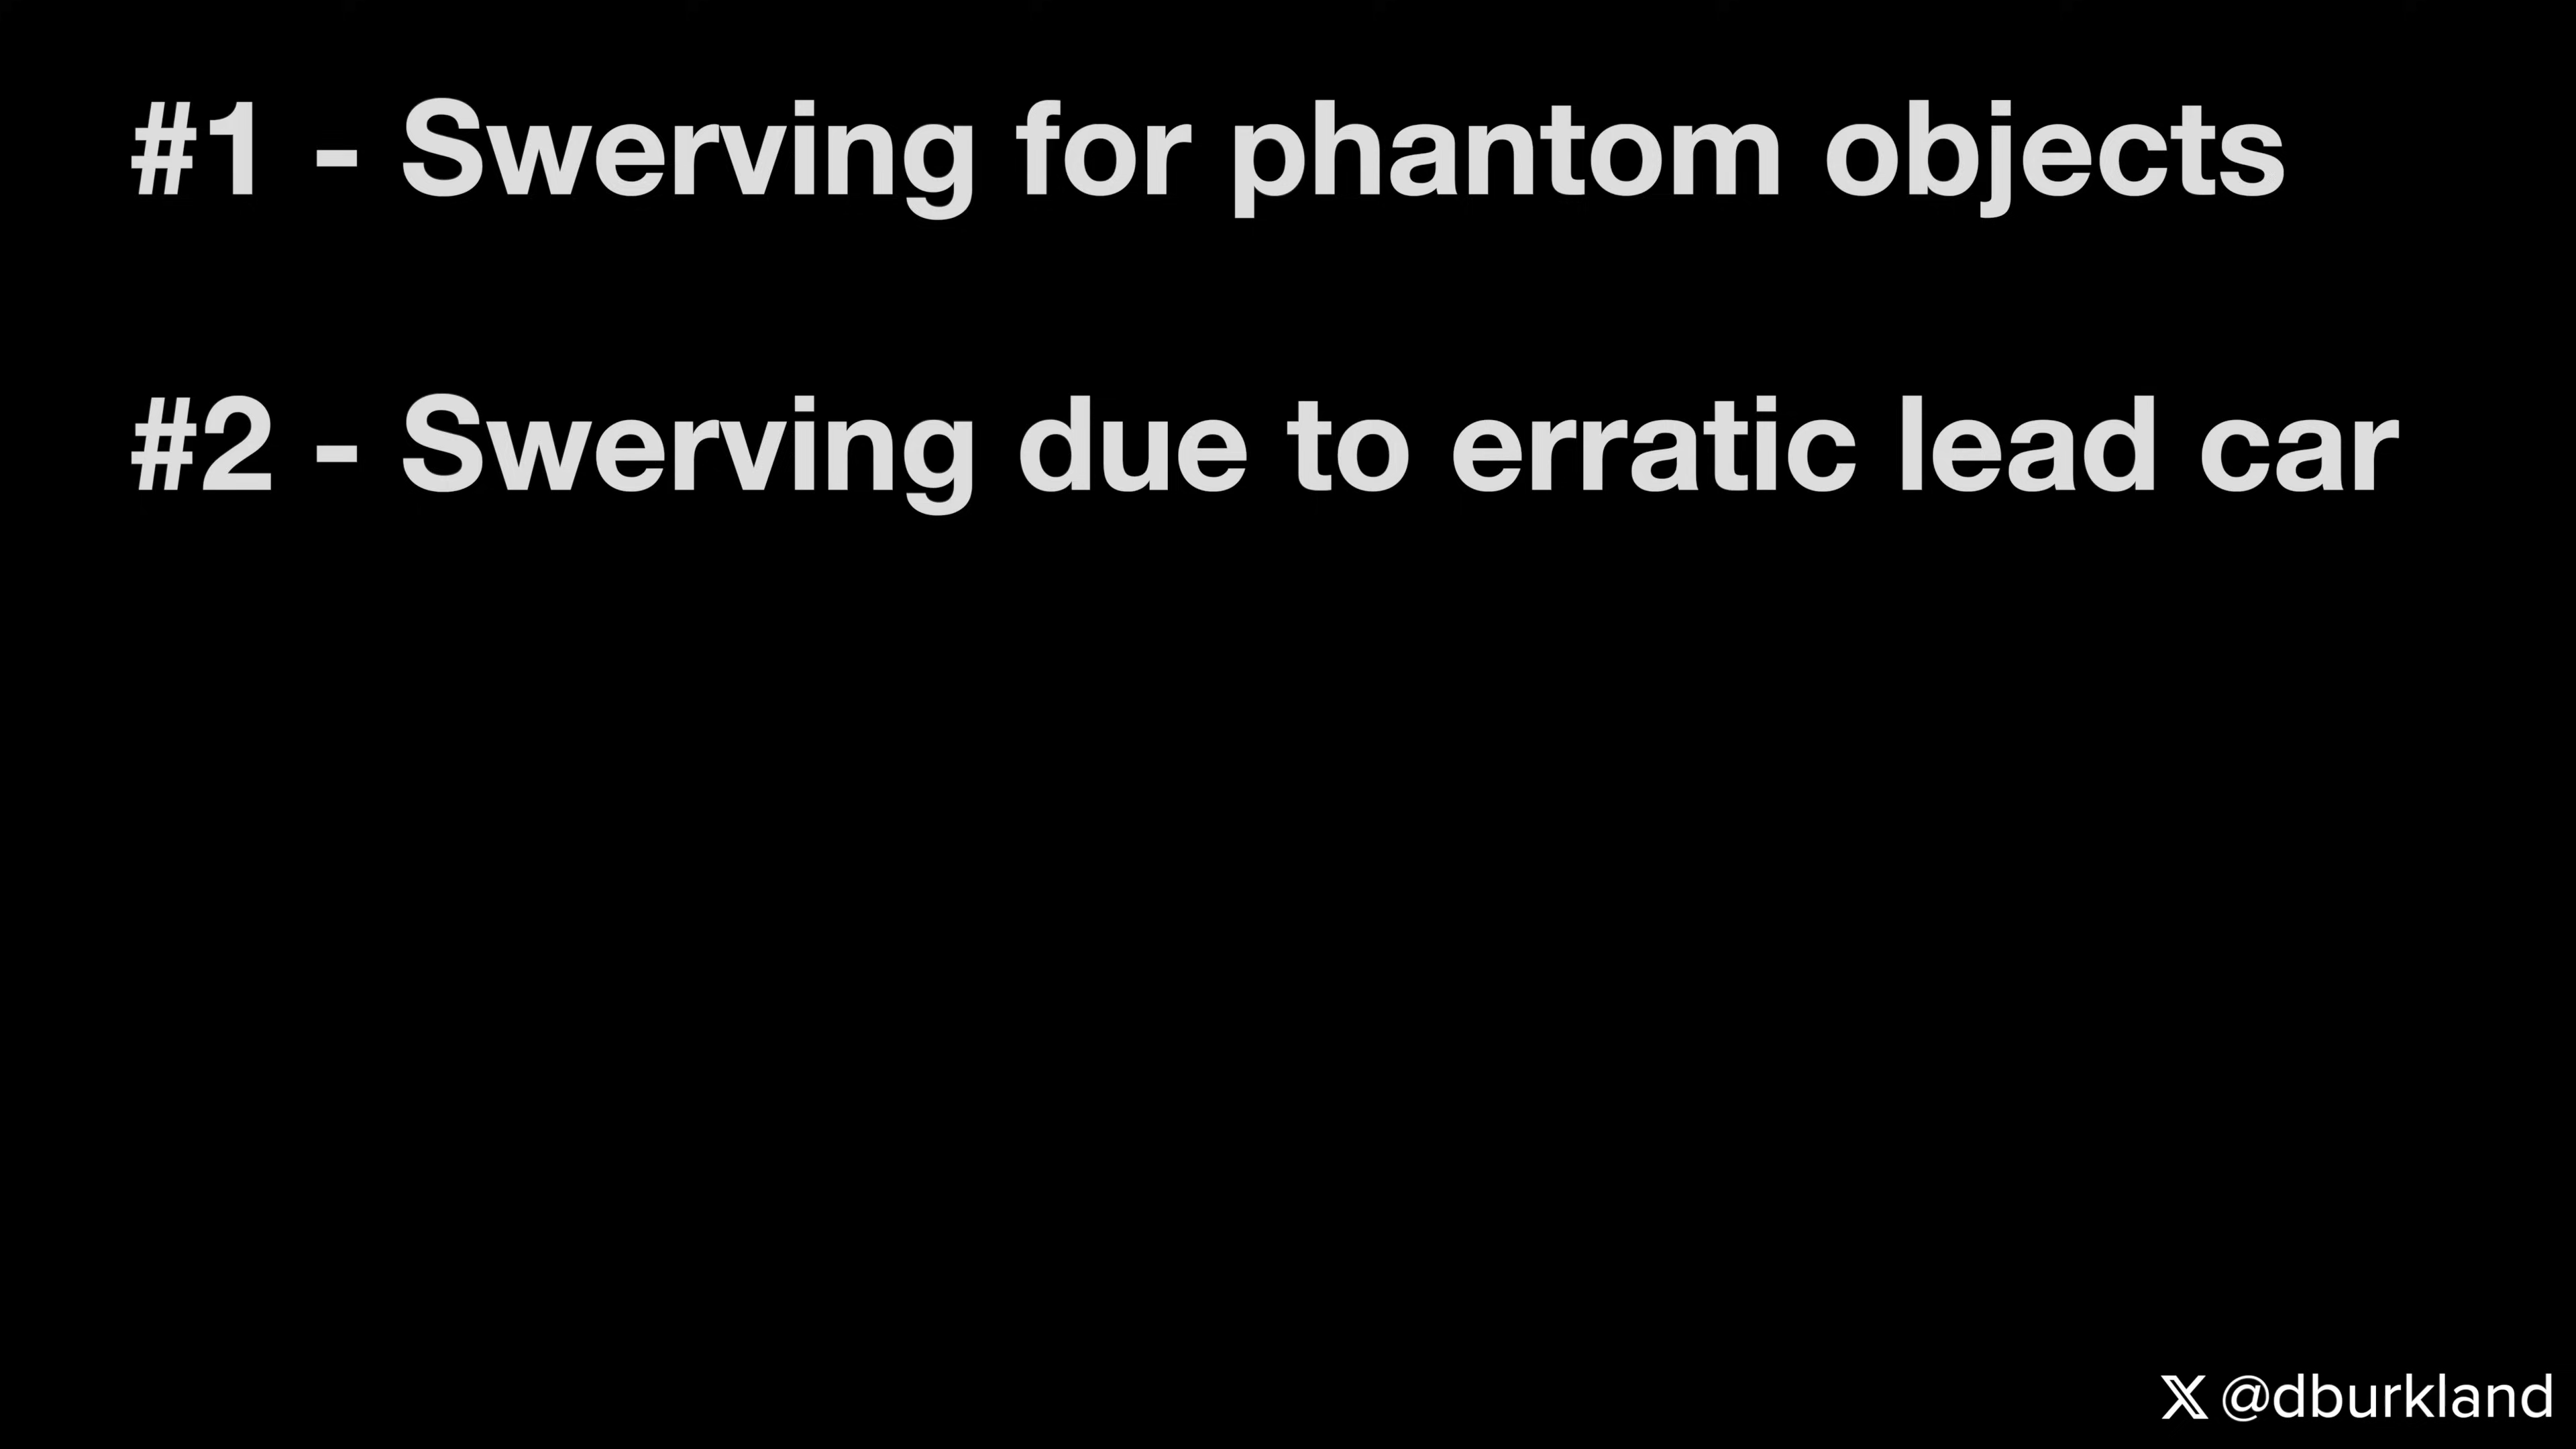 #1 - Swerving for phantom objects
#2 - Swerving due to erratic lead car
𝕏 @dburkland